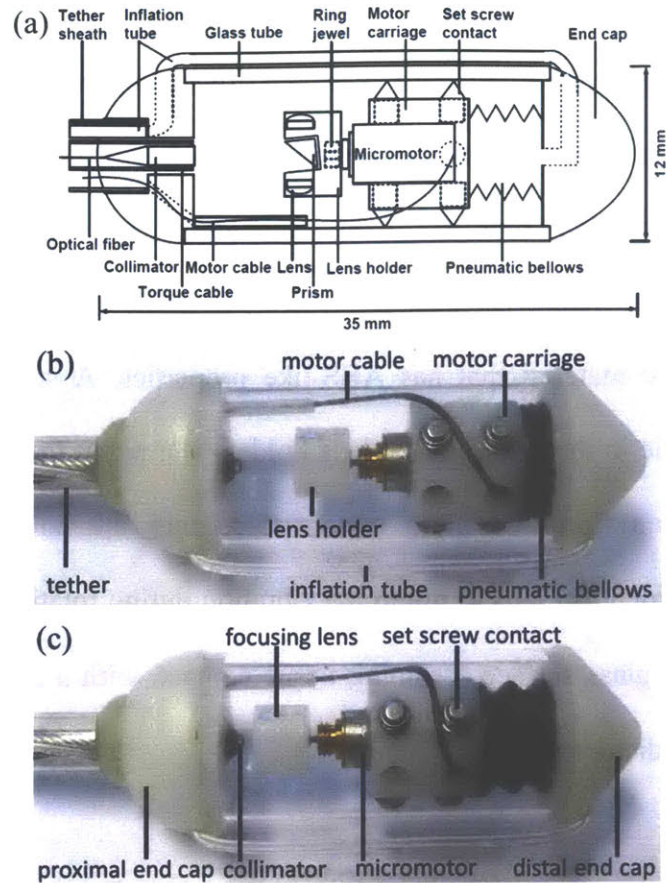 (a)
Tether sheath
Inflation tube
Glass tube
Ring jewel
Motor carriage
Set screw contact
End cap
Micromotor
12 mm
Optical fiber
Collimator
Motor cable
Lens
Lens holder
Pneumatic bellows
Torque cable
Prism
35 mm
(b)
motor cable
motor carriage
lens holder
tether
inflation tube
pneumatic bellows
(c)
focusing lens
set screw contact
proximal end cap
collimator
micromotor
distal end cap